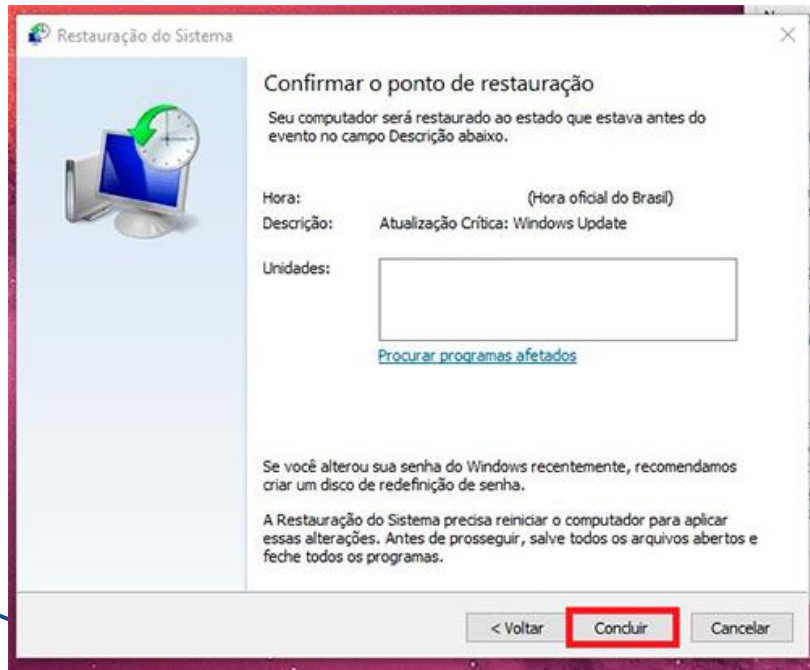 Restauração do Sistema
Confirmar o ponto de restauração
Seu computador será restaurado ao estado que estava antes do
evento no campo Descrição abaixo.
Hora: (Hora oficial do Brasil)
Descrição: Atualização Crítica: Windows Update
Unidades:
Procurar programas afetados
Se você alterou sua senha do Windows recentemente, recomendamos
criar um disco de redefinição de senha.
A Restauração do Sistema precisa reiniciar o computador para aplicar
essas alterações. Antes de prosseguir, salve todos os arquivos abertos e
feche todos os programas.
< Voltar Concluir Cancelar